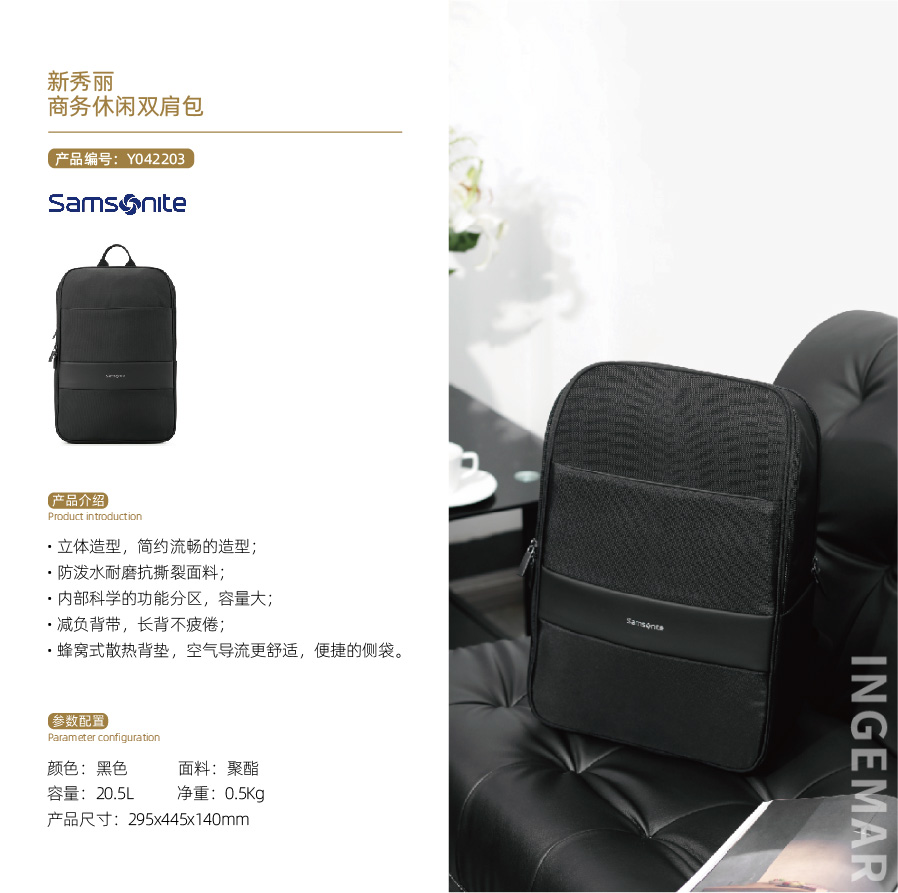 新秀丽
商务休闲双肩包
产品编号：Y042203
Samsonite
Samsonite
产品介绍
Product introduction
• 立体造型，简约流畅的造型；
• 防泼水耐磨抗撕裂面料；
• 内部科学的功能分区，容量大；
• 减负背带，长背不疲倦；
• 蜂窝式散热背垫，空气导流更舒适，便捷的侧袋。
参数配置
Parameter configuration
颜色：黑色 面料：聚酯
容量：20.5L 净重：0.5Kg
产品尺寸：295x445x140mm
Samsonite
INGEMAR